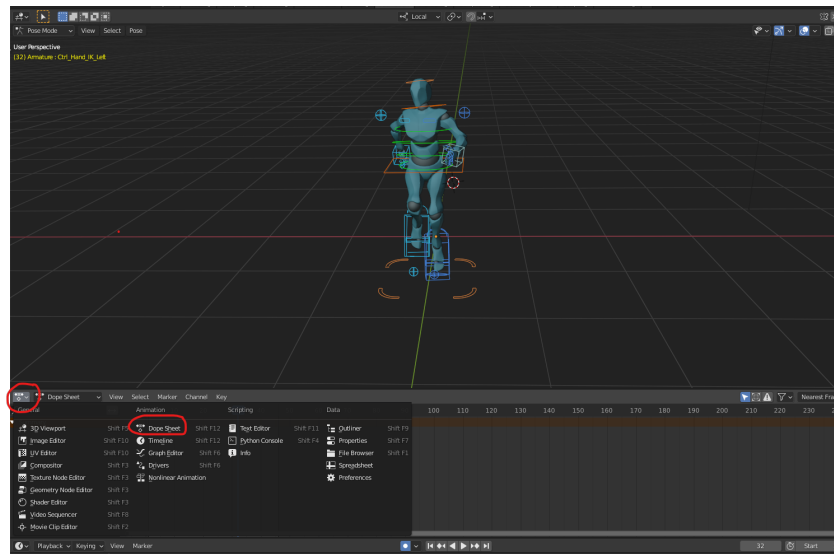 Local
Pose Mode View Select Pose
User Perspective
(32) Armature : Ctrl_Hand_IK_Left
Dope Sheet View Select Marker Channel Key Nearest Fra
General Animation Scripting Data
100 110 120 130 140 150 160 170 180 190 200 210 220 230
3D Viewport Shift F5 Dope Sheet Shift F12 Text Editor Shift F11 Outliner Shift F9
Image Editor Shift F10 Timeline Shift F12 Python Console Shift F4 Properties Shift F7
UV Editor Shift F10 Graph Editor Shift F6 Info File Browser Shift F1
Compositor Shift F3 Drivers Shift F6 Spreadsheet
Texture Node Editor Shift F3 Nonlinear Animation Preferences
Geometry Node Editor Shift F3
Shader Editor Shift F3
Video Sequencer Shift F8
Movie Clip Editor Shift F2
Playback Keying View Marker 32 Start